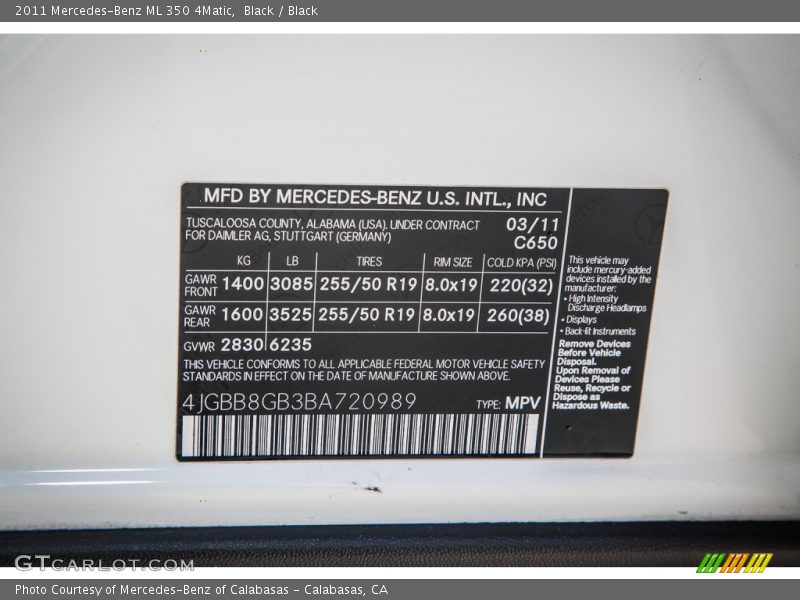 2011 Mercedes-Benz ML 350 4Matic,  Black / Black
MFD BY MERCEDES-BENZ U.S. INTL., INC
TUSCALOOSA COUNTY, ALABAMA (USA). UNDER CONTRACT
FOR DAIMLER AG, STUTTGART (GERMANY)
03/11
C650
KG LB TIRES RIM SIZE COLD KPA (PSI)
GAWR FRONT 1400 3085 255/50 R19 8.0x19 220(32)
GAWR REAR 1600 3525 255/50 R19 8.0x19 260(38)
GVWR 2830 6235
THIS VEHICLE CONFORMS TO ALL APPLICABLE FEDERAL MOTOR VEHICLE SAFETY
STANDARDS IN EFFECT ON THE DATE OF MANUFACTURE SHOWN ABOVE.
4JGBB8GB3BA720989 TYPE: MPV
This vehicle may
include mercury-added
devices installed by the
manufacturer:
• High Intensity
Discharge Headlamps
• Displays
• Back-lit Instruments
Remove Devices
Before Vehicle
Disposal.
Upon Removal of
Devices Please
Reuse, Recycle or
Dispose as
Hazardous Waste.
GTCARLOT.COM
Photo Courtesy of Mercedes-Benz of Calabasas - Calabasas, CA